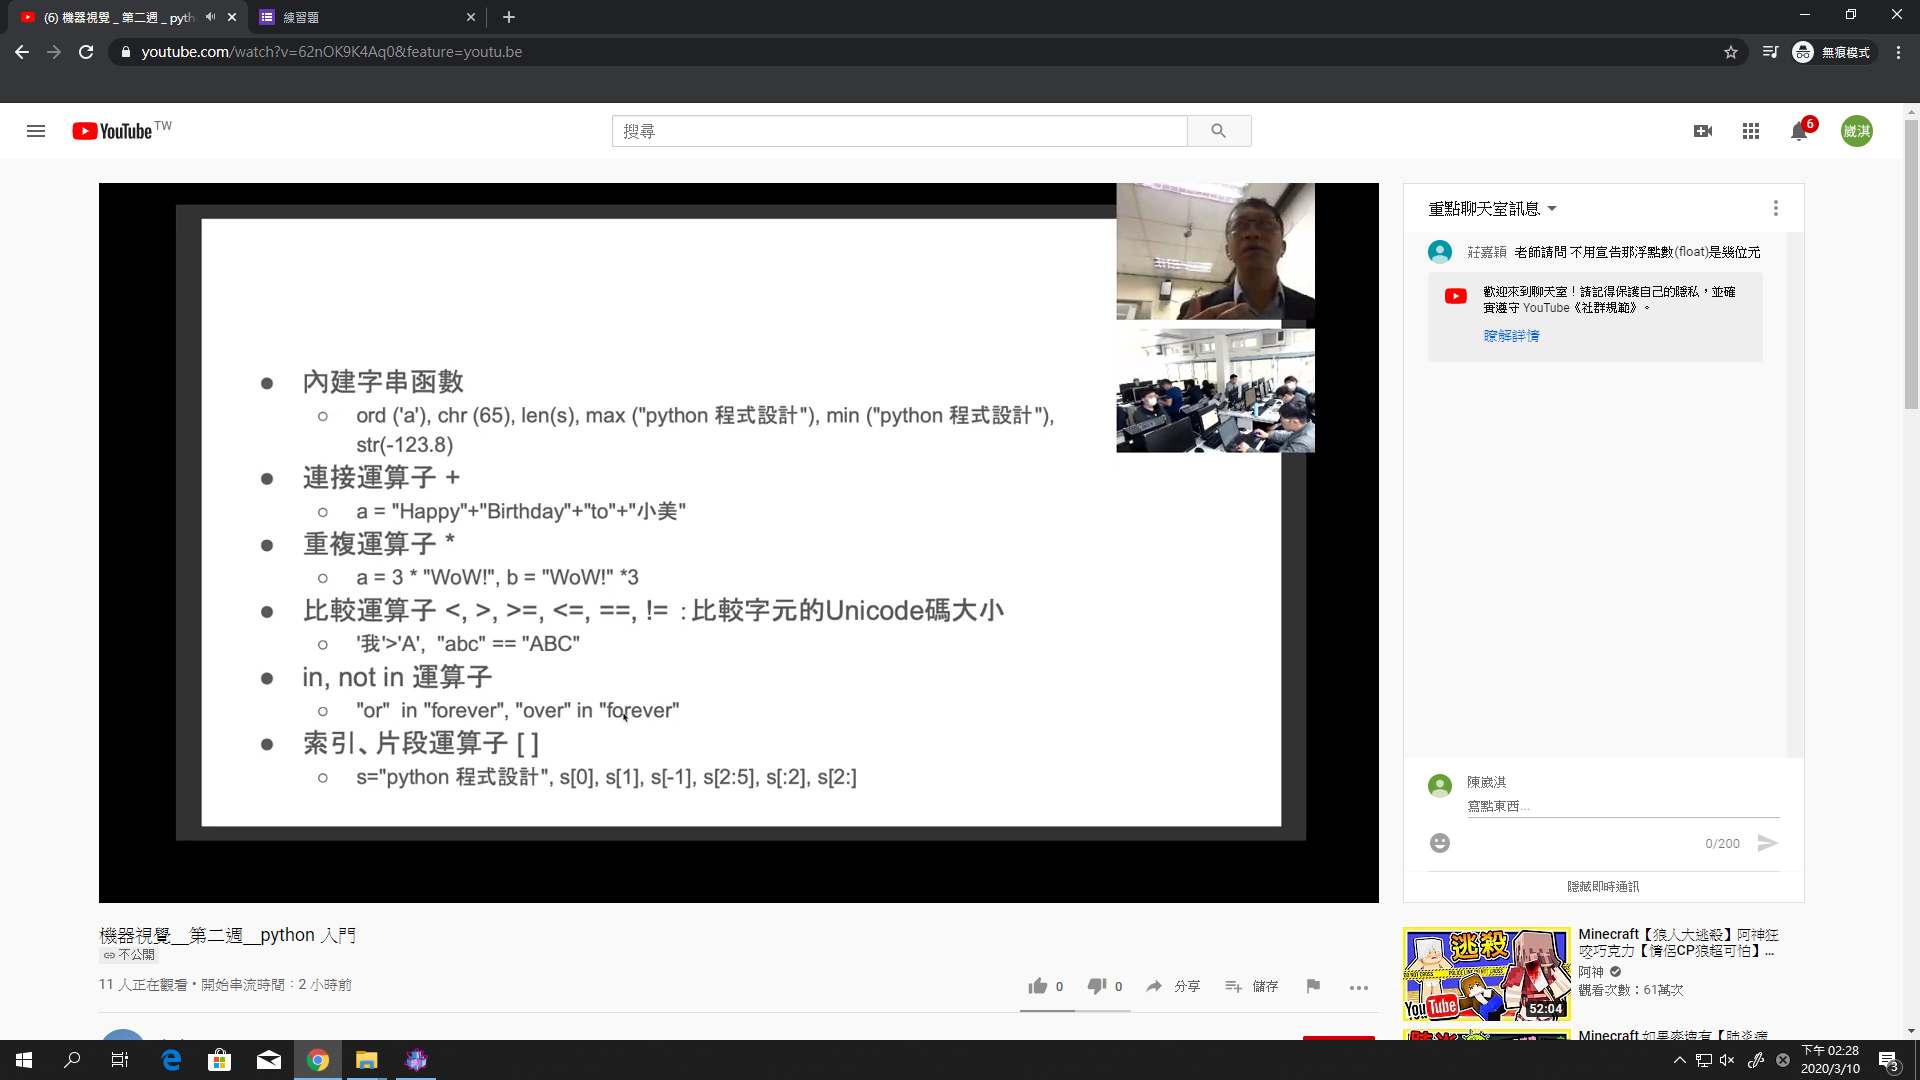 (6) 機器視覺 _ 第二週 _ pyth
練習題
youtube.com/watch?v=62nOK9K4Aq0&feature=youtu.be
無痕模式
YouTube TW
搜尋
6
崴淇
內建字串函數
ord ('a'), chr (65), len(s), max ("python 程式設計"), min ("python 程式設計"),
str(-123.8)
連接運算子 +
a = "Happy"+"Birthday"+"to"+"小美"
重複運算子 *
a = 3 * "WoW!", b = "WoW!" *3
比較運算子 <, >, >=, <=, ==, != : 比較字元的Unicode碼大小
'我'>'A', "abc" == "ABC"
in, not in 運算子
"or" in "forever", "over" in "forever"
索引、片段運算子 [ ]
s="python 程式設計", s[0], s[1], s[-1], s[2:5], s[:2], s[2:]
重點聊天室訊息
莊嘉穎 老師請問 不用宣告那浮點數(float)是幾位元
歡迎來到聊天室！請記得保護自己的隱私，並確
實遵守 YouTube《社群規範》。
瞭解詳情
陳崴淇
寫點東西...
0/200
隱藏即時通訊
機器視覺__第二週__python 入門
不公開
11 人正在觀看 • 開始串流時間：2 小時前
0
0
分享
儲存
Minecraft【狼人大逃殺】阿神狂
咬巧克力【情侶CP狼超可怕】...
阿神
觀看次數：61萬次
逃殺
YouTube
52:04
Minecraft 如果麥塊有【肺炎病
下午 02:28
2020/3/10
3